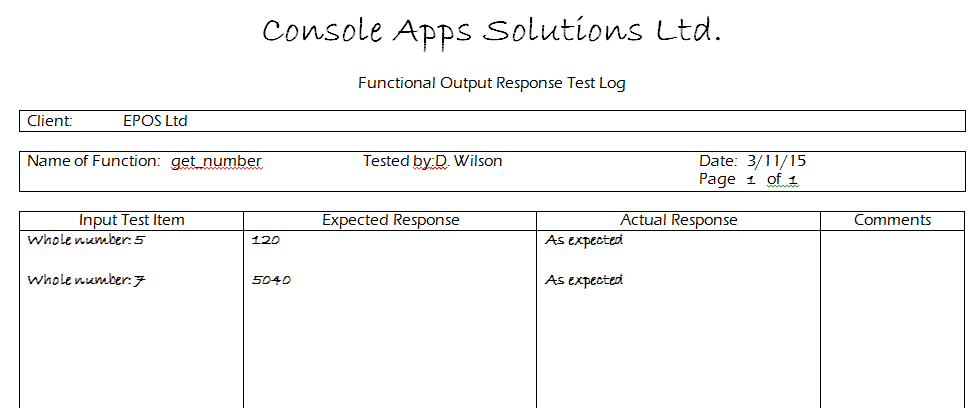 Console Apps Solutions Ltd.
Functional Output Response Test Log
Client: EPOS Ltd
Name of Function: get_number Tested by:D. Wilson Date: 3/11/15
Page 1 of 1
Input Test Item Expected Response Actual Response Comments
Whole number: 5 120 As expected
Whole number: 7 5040 As expected